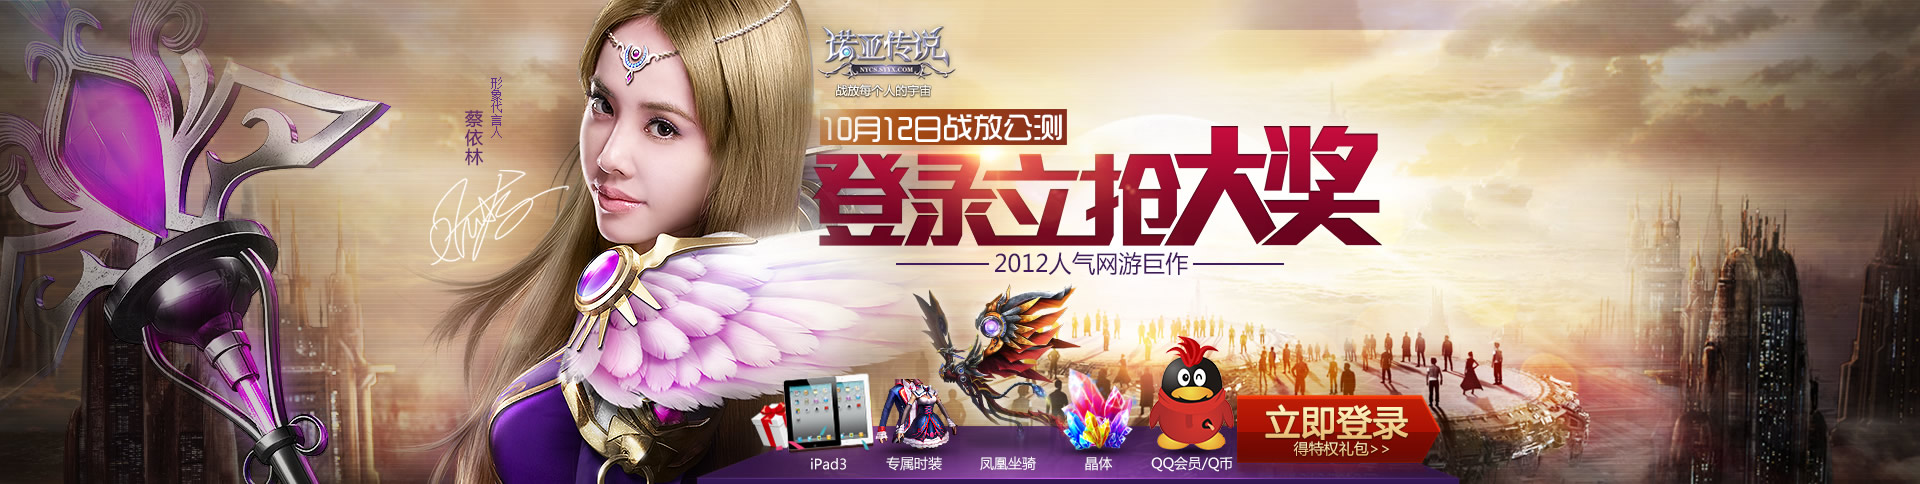 形象代言人
蔡依林
诺亚传说
NYCS.SYYX.COM
战放每个人的宇宙
10月12日战放公测
登录立抢大奖
2012人气网游巨作
iPad3
专属时装
凤凰坐骑
晶体
QQ会员/Q币
立即登录
得特权礼包>>